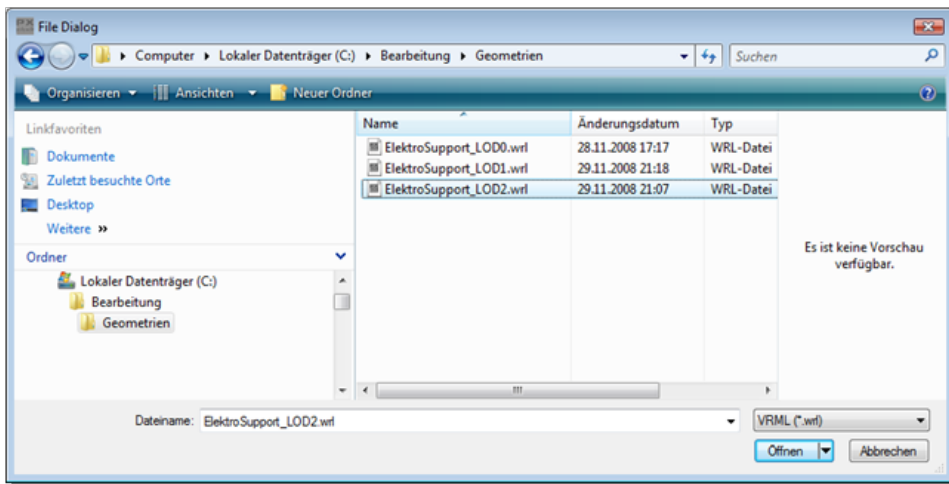 File Dialog
Computer Lokaler Datenträger (C:) Bearbeitung Geometrien Suchen
Organisieren Ansichten Neuer Ordner
Linkfavoriten
Dokumente
Zuletzt besuchte Orte
Desktop
Weitere »
Ordner
Lokaler Datenträger (C:)
Bearbeitung
Geometrien
Name Änderungsdatum Typ
ElektroSupport_LOD0.wrl 28.11.2008 17:17 WRL-Datei
ElektroSupport_LOD1.wrl 29.11.2008 21:18 WRL-Datei
ElektroSupport_LOD2.wrl 29.11.2008 21:07 WRL-Datei
Es ist keine Vorschau
verfügbar.
Dateiname: ElektroSupport_LOD2.wrl VRML (*.wrl)
Öffnen Abbrechen